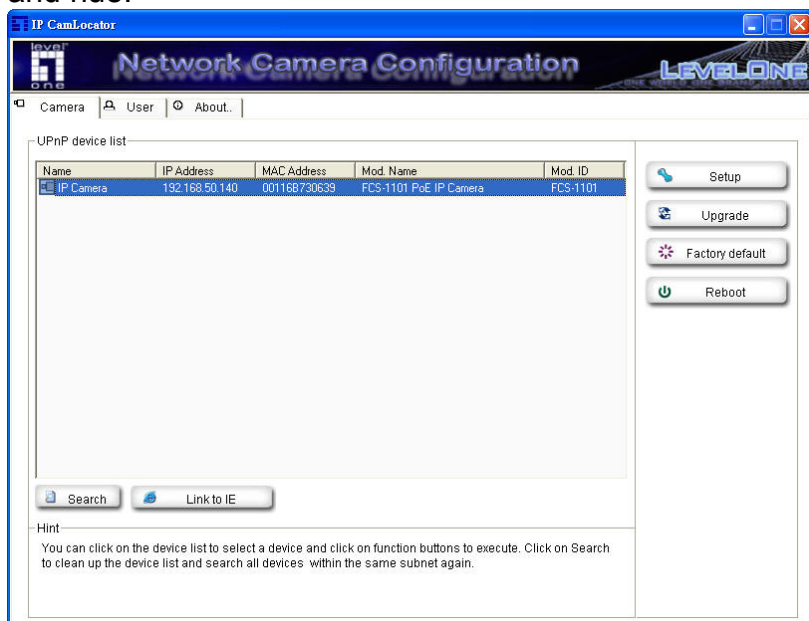 and hue.
IP CamLocator
level one
Network Camera Configuration
LEVELONE
Camera User About..
UPnP device list
Name IP Address MAC Address Mod. Name Mod. ID
IP Camera 192.168.50.140 00116B730639 FCS-1101 PoE IP Camera FCS-1101
Setup
Upgrade
Factory default
Reboot
Search Link to IE
Hint
You can click on the device list to select a device and click on function buttons to execute. Click on Search
to clean up the device list and search all devices within the same subnet again.